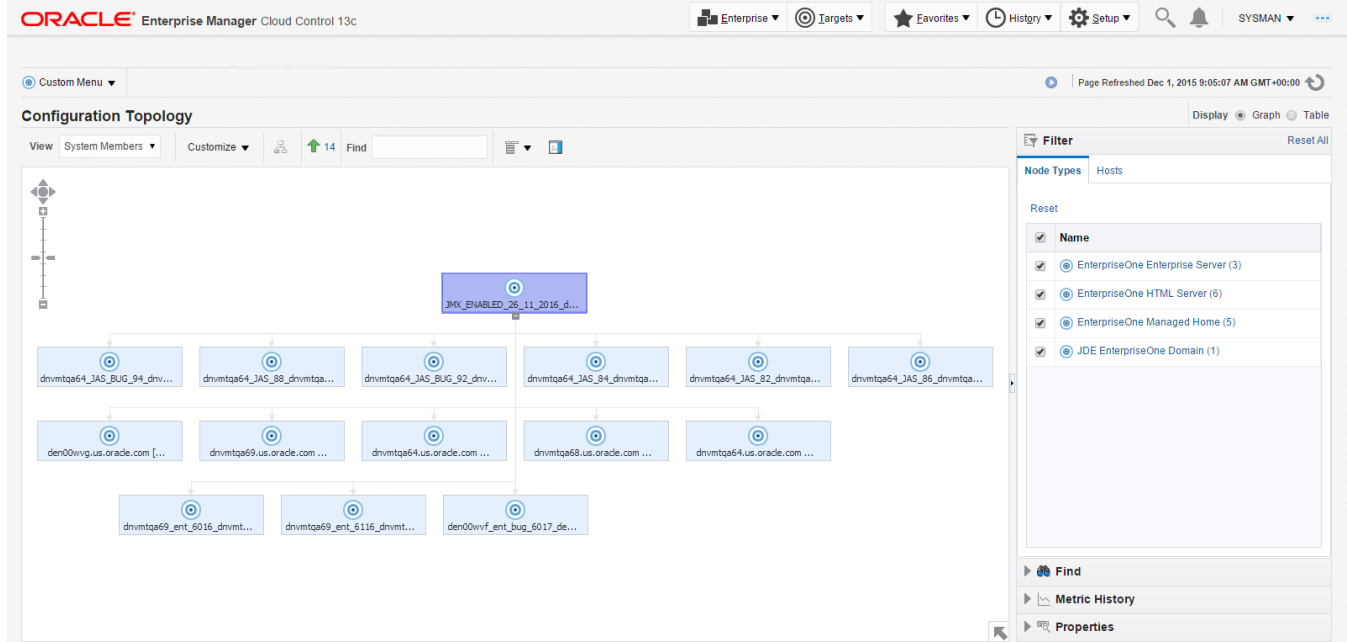 ORACLE Enterprise Manager Cloud Control 13c Enterprise Targets Favorites History Setup SYSMAN
Custom Menu Page Refreshed Dec 1, 2015 9:05:07 AM GMT+00:00
Configuration Topology Display Graph Table
View System Members Customize 14 Find
Filter Reset All
Node Types Hosts
Reset
Name
EnterpriseOne Enterprise Server (3)
EnterpriseOne HTML Server (6)
EnterpriseOne Managed Home (5)
JDE EnterpriseOne Domain (1)
JMX_ENABLED_26_11_2016_d...
dnvmtqa64_JAS_BUG_94_dnv... dnvmtqa64_JAS_88_dnvmtqa... dnvmtqa64_JAS_BUG_92_dnv... dnvmtqa64_JAS_84_dnvmtqa... dnvmtqa64_JAS_82_dnvmtqa... dnvmtqa64_JAS_86_dnvmtqa...
den00wvg.us.oracle.com [... dnvmtqa69.us.oracle.com ... dnvmtqa64.us.oracle.com ... dnvmtqa68.us.oracle.com ... dnvmtqa64.us.oracle.com ...
dnvmtqa69_ent_6016_dnvmt... dnvmtqa69_ent_6116_dnvmt... den00wvf_ent_bug_6017_de...
Find
Metric History
Properties